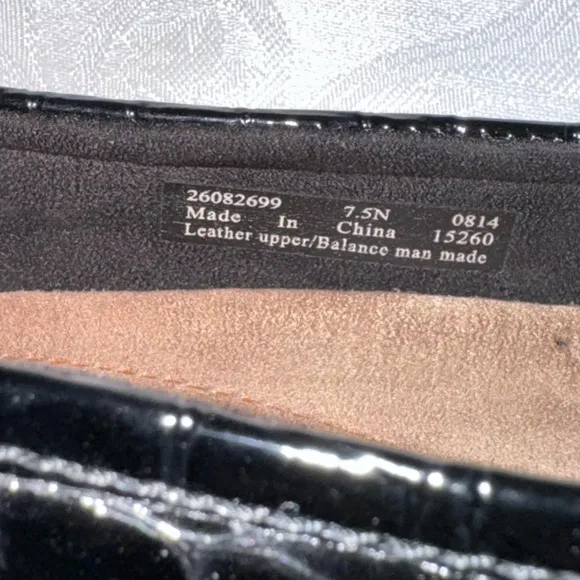 26082699 7.5N 0814
Made In China 15260
Leather upper/Balance man made